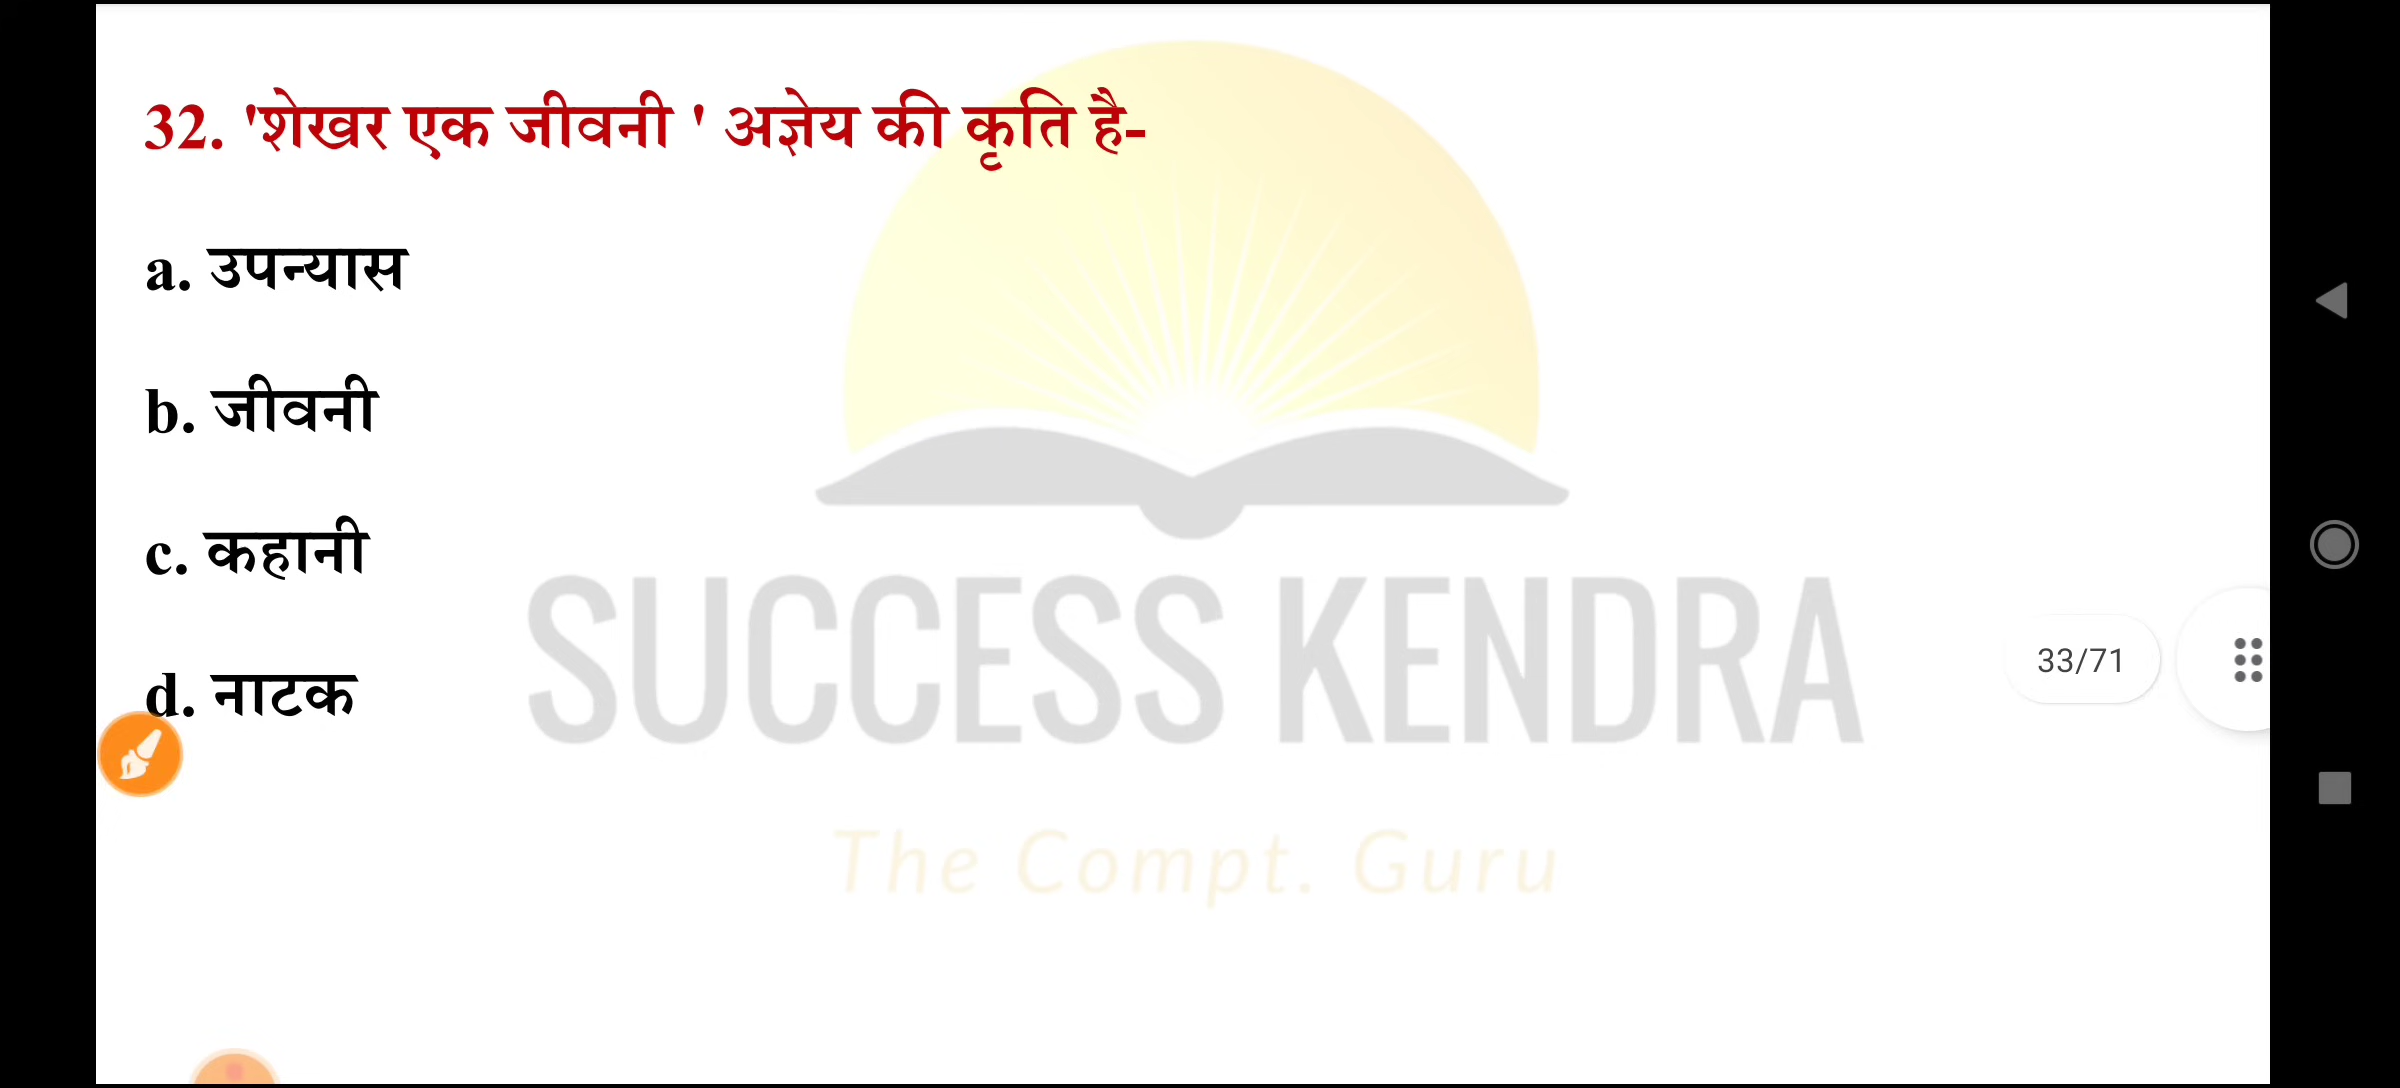 32. 'शेखर एक जीवनी ' अज्ञेय की कृति है-
a. उपन्यास
b. जीवनी
c. कहानी
d. नाटक
SUCCESS KENDRA
33/71
The Compt. Guru